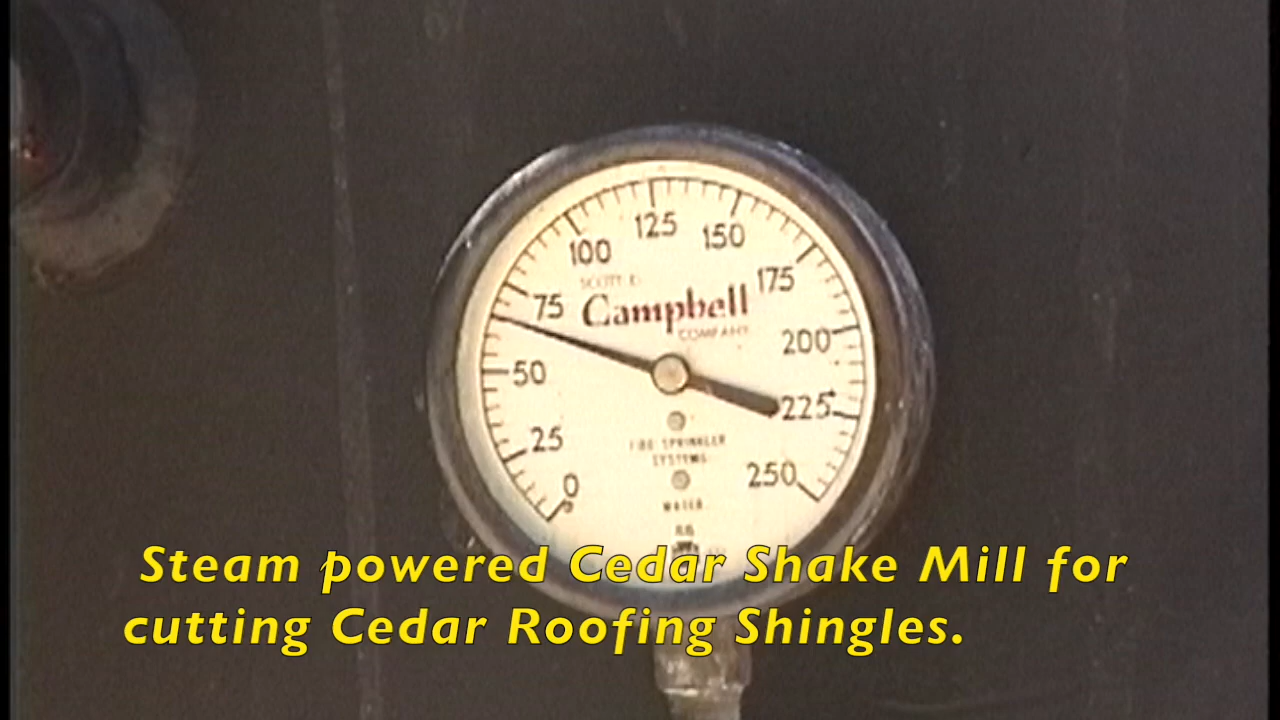 125
100
150
SCOTT
175
75
Campbell
COMPANY
200
50
225
25
FIRE SPRINKLER
SYSTEMS
250
0
WATER
Steam powered Cedar Shake Mill for
cutting Cedar Roofing Shingles.